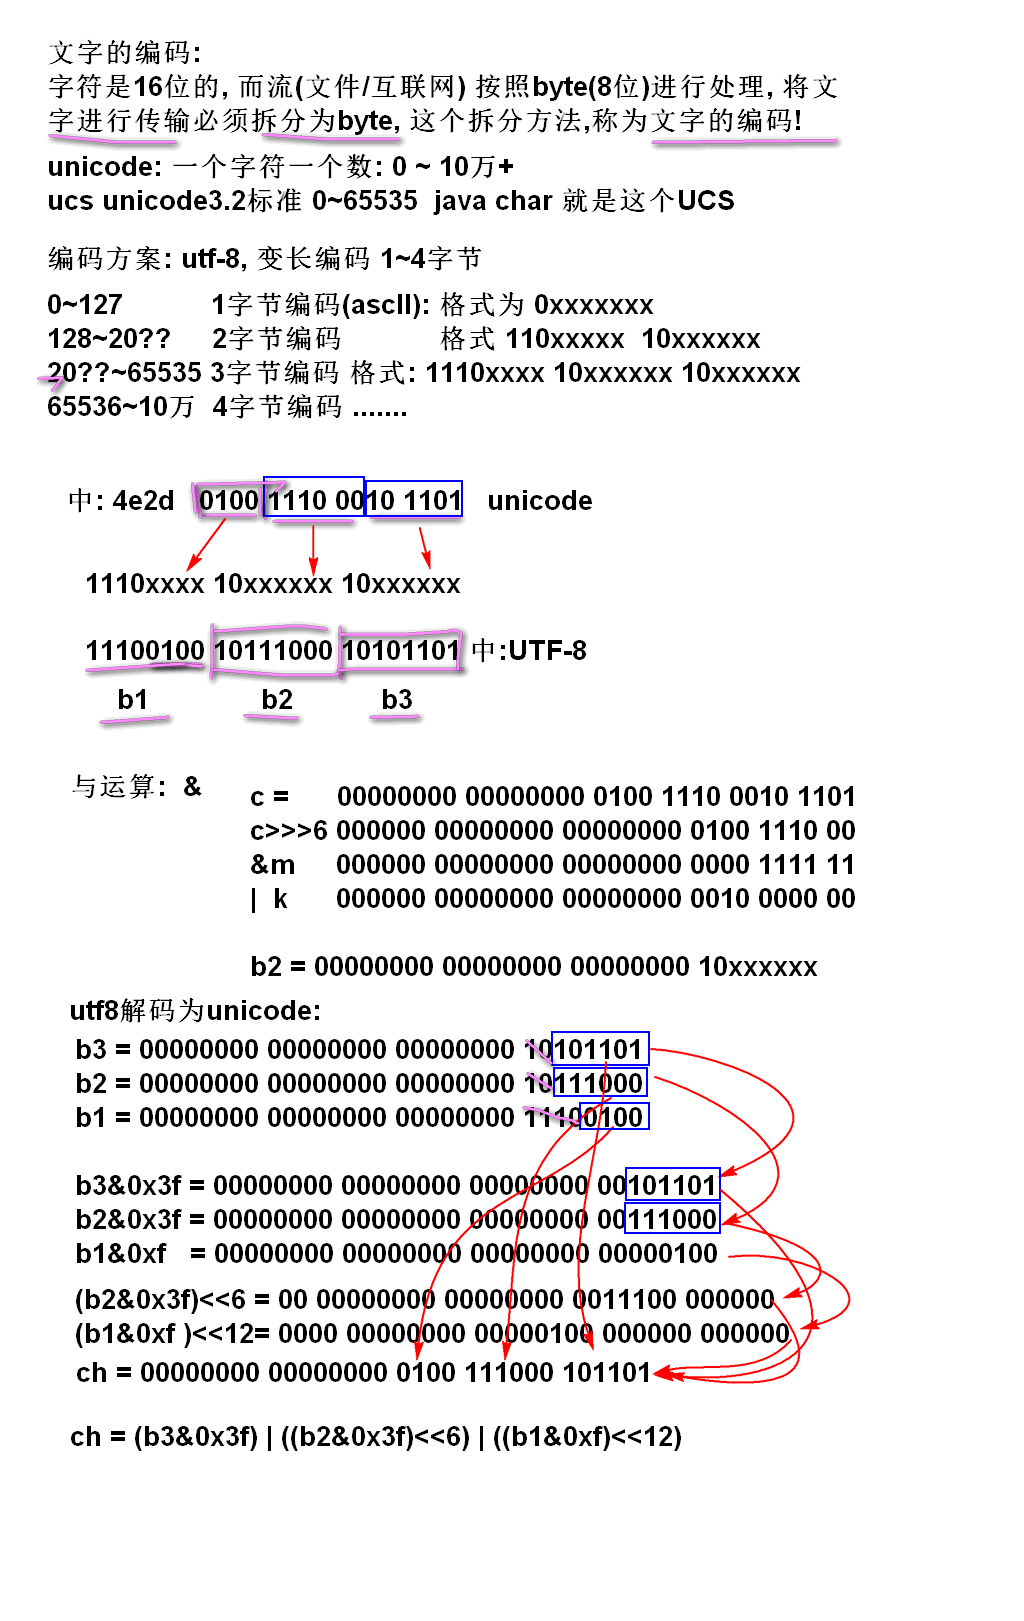 文字的编码:
字符是16位的, 而流(文件/互联网) 按照byte(8位)进行处理, 将文
字进行传输必须拆分为byte, 这个拆分方法,称为文字的编码!
unicode: 一个字符一个数: 0 ~ 10万+
ucs unicode3.2标准 0~65535 java char 就是这个UCS
编码方案: utf-8, 变长编码 1~4字节
0~127 1字节编码(ascII): 格式为 0xxxxxxx
128~20?? 2字节编码 格式 110xxxxx 10xxxxxx
20??~65535 3字节编码 格式: 1110xxxx 10xxxxxx 10xxxxxx
65536~10万 4字节编码 .......
中: 4e2d 0100 1110 0010 1101 unicode
1110xxxx 10xxxxxx 10xxxxxx
11100100 10111000 10101101 中:UTF-8
b1 b2 b3
与运算: &
c = 00000000 00000000 0100 1110 0010 1101
c>>>6 000000 00000000 00000000 0100 1110 00
&m 000000 00000000 00000000 0000 1111 11
| k 000000 00000000 00000000 0010 0000 00
b2 = 00000000 00000000 00000000 10xxxxxx
utf8解码为unicode:
b3 = 00000000 00000000 00000000 10101101
b2 = 00000000 00000000 00000000 10111000
b1 = 00000000 00000000 00000000 11100100
b3&0x3f = 00000000 00000000 00000000 00101101
b2&0x3f = 00000000 00000000 00000000 00111000
b1&0xf = 00000000 00000000 00000000 00000100
(b2&0x3f)<<6 = 00 00000000 00000000 0011100 000000
(b1&0xf )<<12= 0000 00000000 00000100 000000 000000
ch = 00000000 00000000 0100 111000 101101
ch = (b3&0x3f) | ((b2&0x3f)<<6) | ((b1&0xf)<<12)